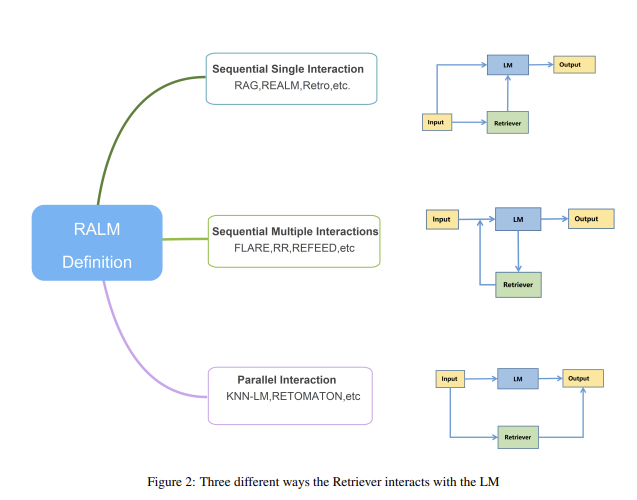 Sequential Single Interaction
RAG,REALM,Retro,etc.
LM
Output
Input
Retriever
RALM
Definition
Sequential Multiple Interactions
FLARE,RR,REFEED,etc
Input
LM
Output
Retriever
Parallel Interaction
KNN-LM,RETOMATON,etc
Input
LM
Output
Retriever
Figure 2: Three different ways the Retriever interacts with the LM